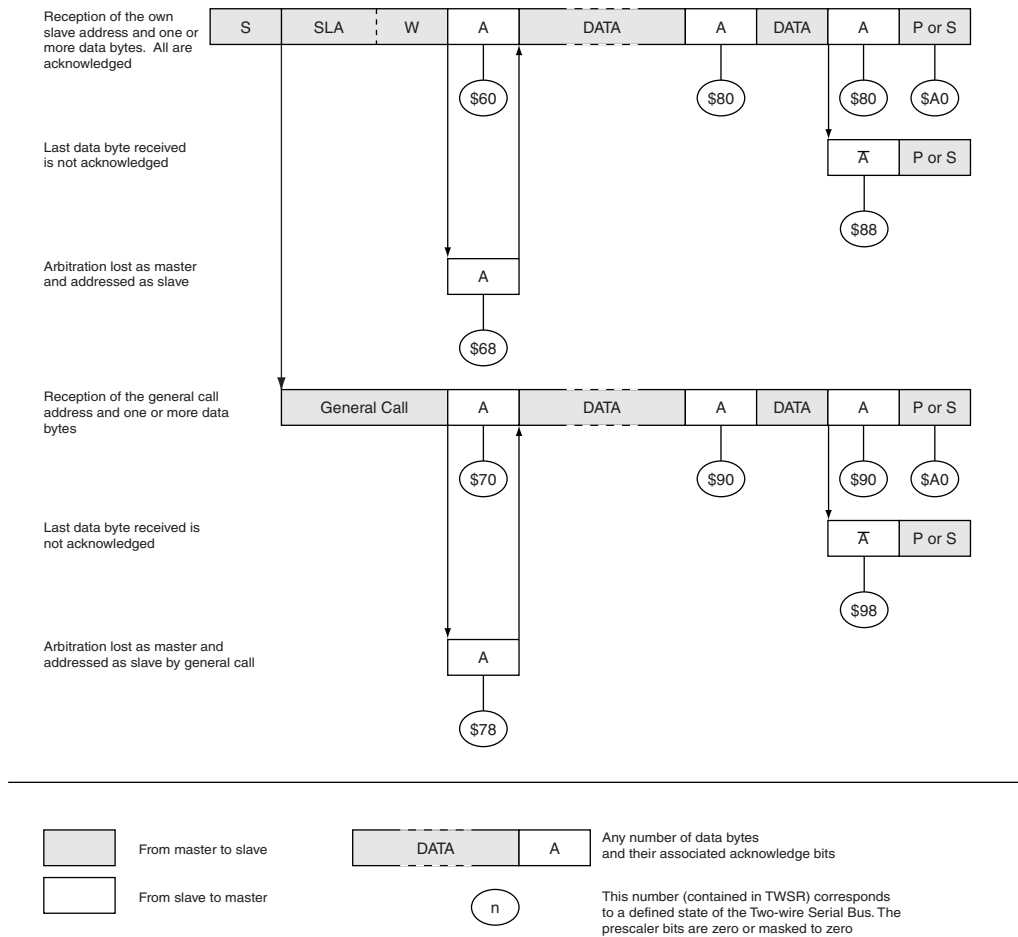 Reception of the own
slave address and one or
more data bytes.  All are
acknowledged
S
SLA
W
A
DATA
A
DATA
A
P or S
$60
$80
$80
$A0
Last data byte received
is not acknowledged
A̅
P or S
$88
Arbitration lost as master
and addressed as slave
A
$68
Reception of the general call
address and one or more data
bytes
General Call
A
DATA
A
DATA
A
P or S
$70
$90
$90
$A0
Last data byte received is
not acknowledged
A̅
P or S
$98
Arbitration lost as master and
addressed as slave by general call
A
$78
From master to slave
DATA
A
Any number of data bytes
and their associated acknowledge bits
From slave to master
n
This number (contained in TWSR) corresponds
to a defined state of the Two-wire Serial Bus. The
prescaler bits are zero or masked to zero